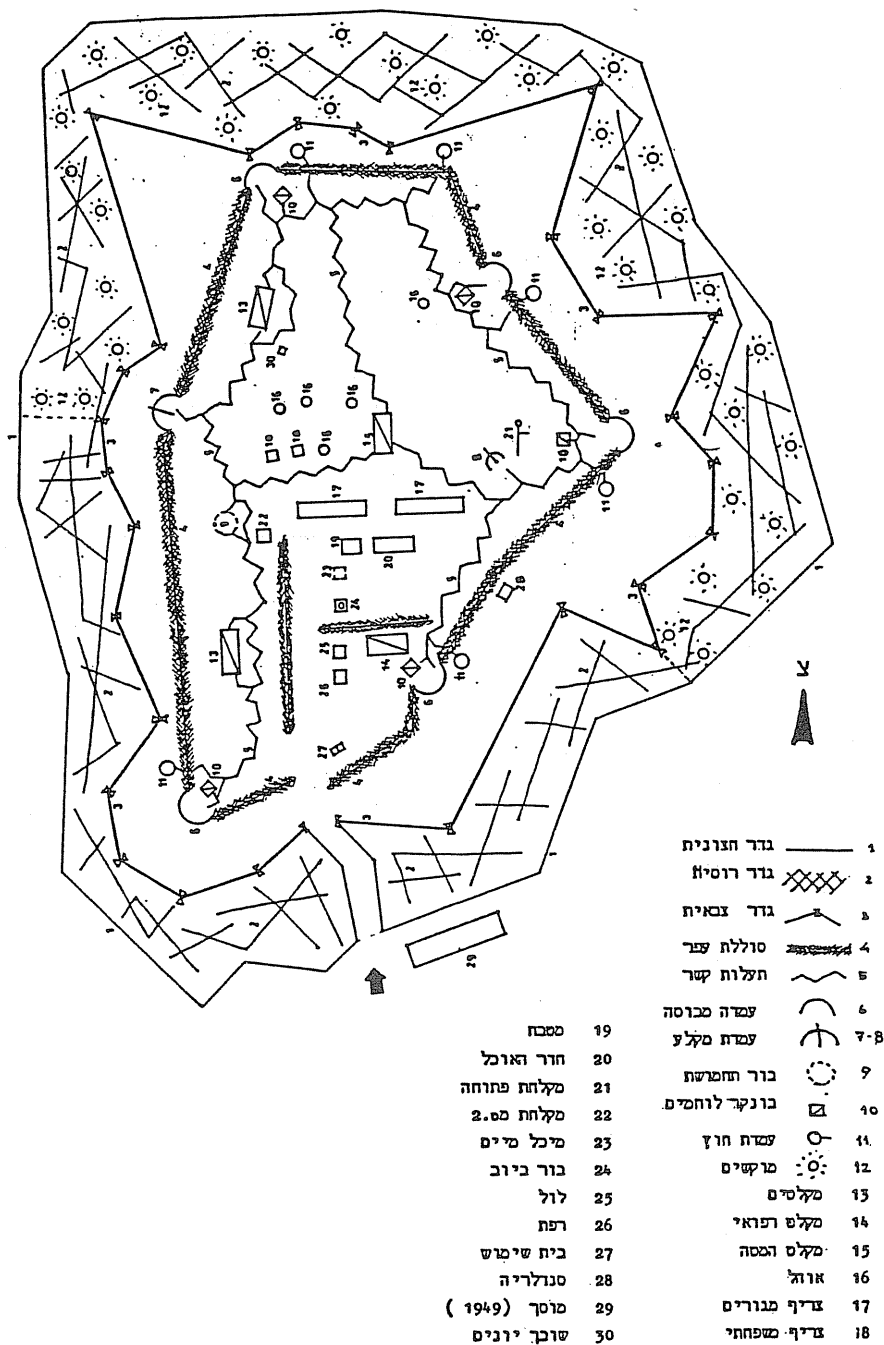 צ
גדר חצונית 1
גדר רוסית 2
גדר צבאית 3
סוללת עפר 4
תעלות קשר 5
עמדה מכוסה 6
עמדת מקלע 7-8
בור תחמושת 9
בונקר לוחמים 10
עמדת חוץ 11
מוקשים 12
מקלטים 13
מקלט רפואי 14
מקלט המטה 15
אוהל 16
צריף מגורים 17
צריף משפחתי 18
מטבח 19
חדר האוכל 20
מקלחת פתוחה 21
מקלחת מ.ס.2 22
מיכל מים 23
בור ביוב 24
לול 25
רפת 26
בית שימוש 27
סנדלריה 28
מוסך (1949) 29
שובך יונים 30